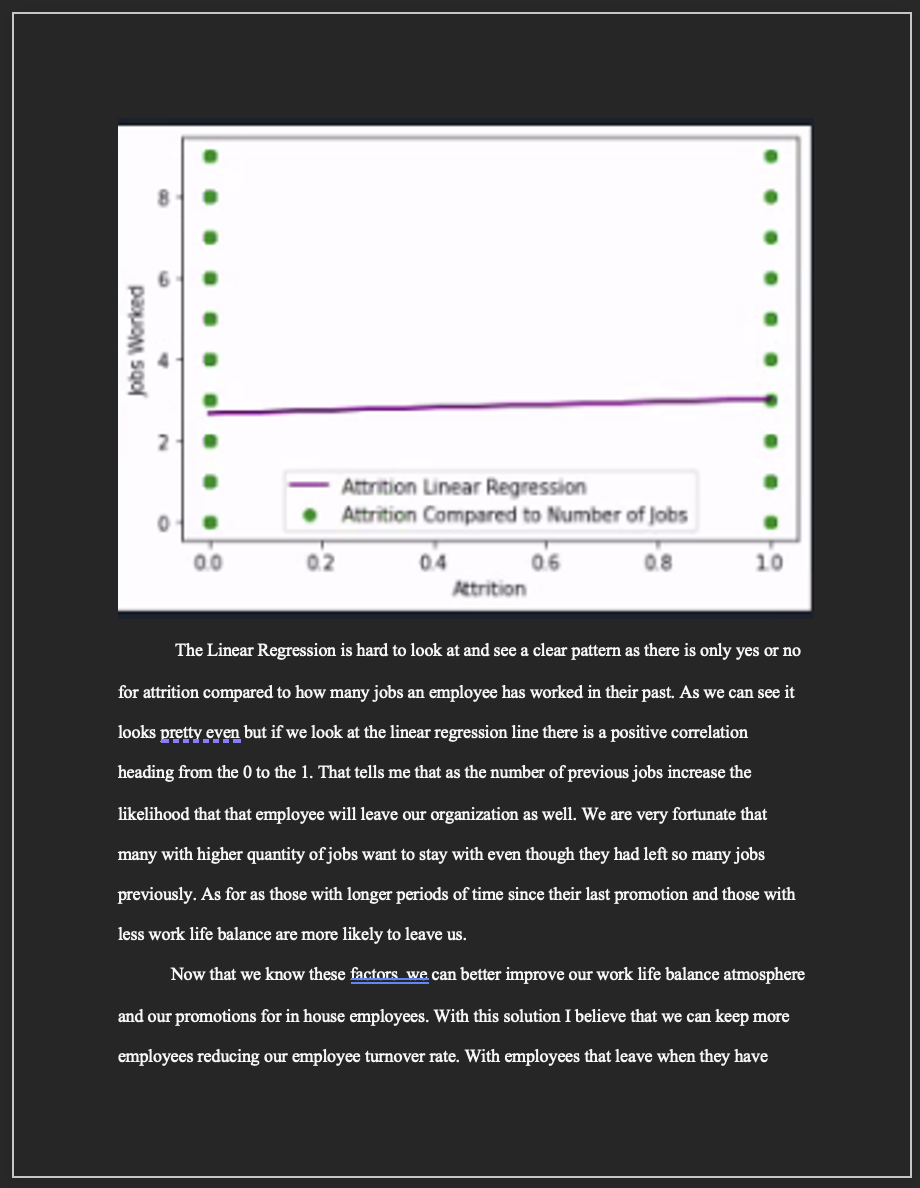 8
6
4
2
0
Jobs Worked
Attrition Linear Regression
Attrition Compared to Number of Jobs
0.0 0.2 0.4 0.6 0.8 1.0
Attrition
The Linear Regression is hard to look at and see a clear pattern as there is only yes or no
for attrition compared to how many jobs an employee has worked in their past. As we can see it
looks pretty even but if we look at the linear regression line there is a positive correlation
heading from the 0 to the 1. That tells me that as the number of previous jobs increase the
likelihood that that employee will leave our organization as well. We are very fortunate that
many with higher quantity of jobs want to stay with even though they had left so many jobs
previously. As for as those with longer periods of time since their last promotion and those with
less work life balance are more likely to leave us.
Now that we know these factors, we can better improve our work life balance atmosphere
and our promotions for in house employees. With this solution I believe that we can keep more
employees reducing our employee turnover rate. With employees that leave when they have